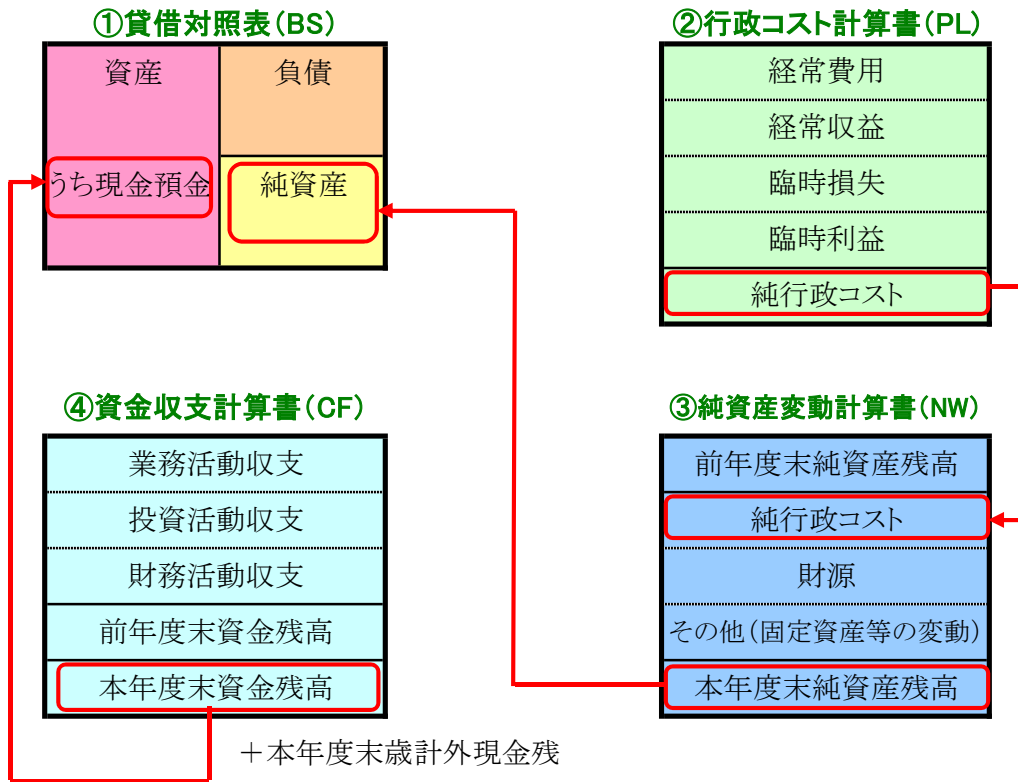 ①貸借対照表(BS)
資産
負債
うち現金預金
純資産
②行政コスト計算書(PL)
経常費用
経常収益
臨時損失
臨時利益
純行政コスト
④資金収支計算書(CF)
業務活動収支
投資活動収支
財務活動収支
前年度末資金残高
本年度末資金残高
＋本年度末歳計外現金残
③純資産変動計算書(NW)
前年度末純資産残高
純行政コスト
財源
その他(固定資産等の変動)
本年度末純資産残高